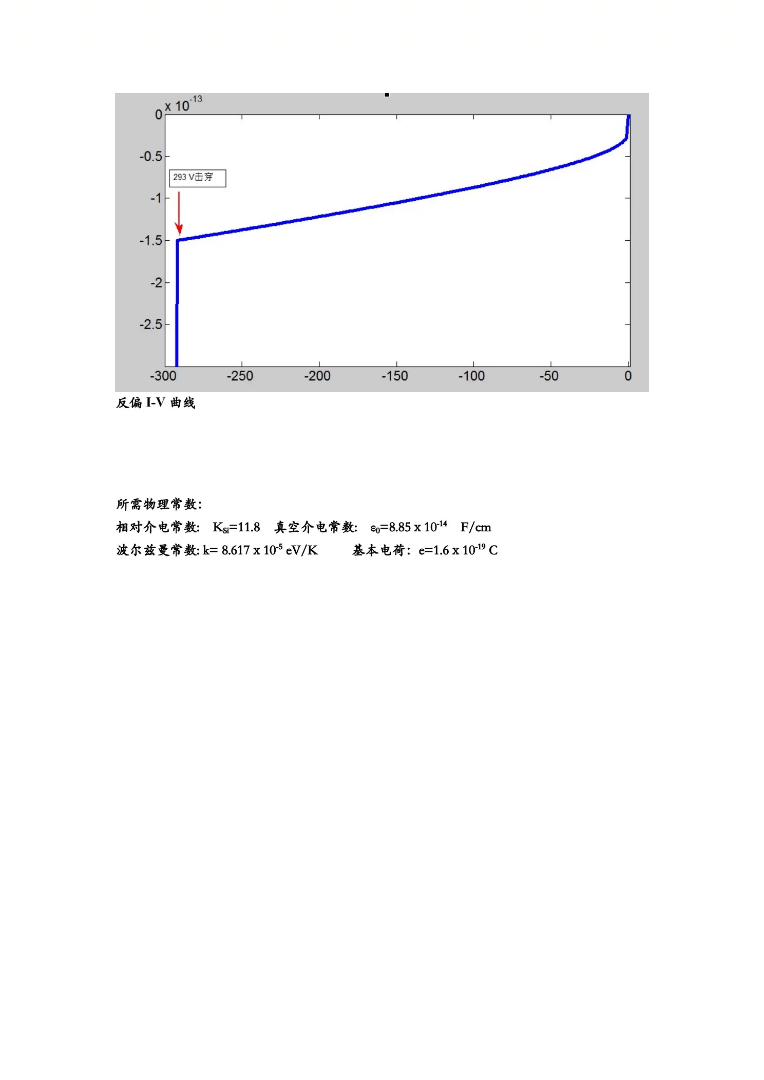 x 10-13
0
-0.5
293 V击穿
-1
-1.5
-2
-2.5
-300 -250 -200 -150 -100 -50 0
反偏 I-V 曲线
所需物理常数：
相对介电常数: KSi=11.8 真空介电常数: ε0=8.85 x 10-14 F/cm
波尔兹曼常数: k= 8.617 x 10-5 eV/K 基本电荷：e=1.6 x 10-19 C